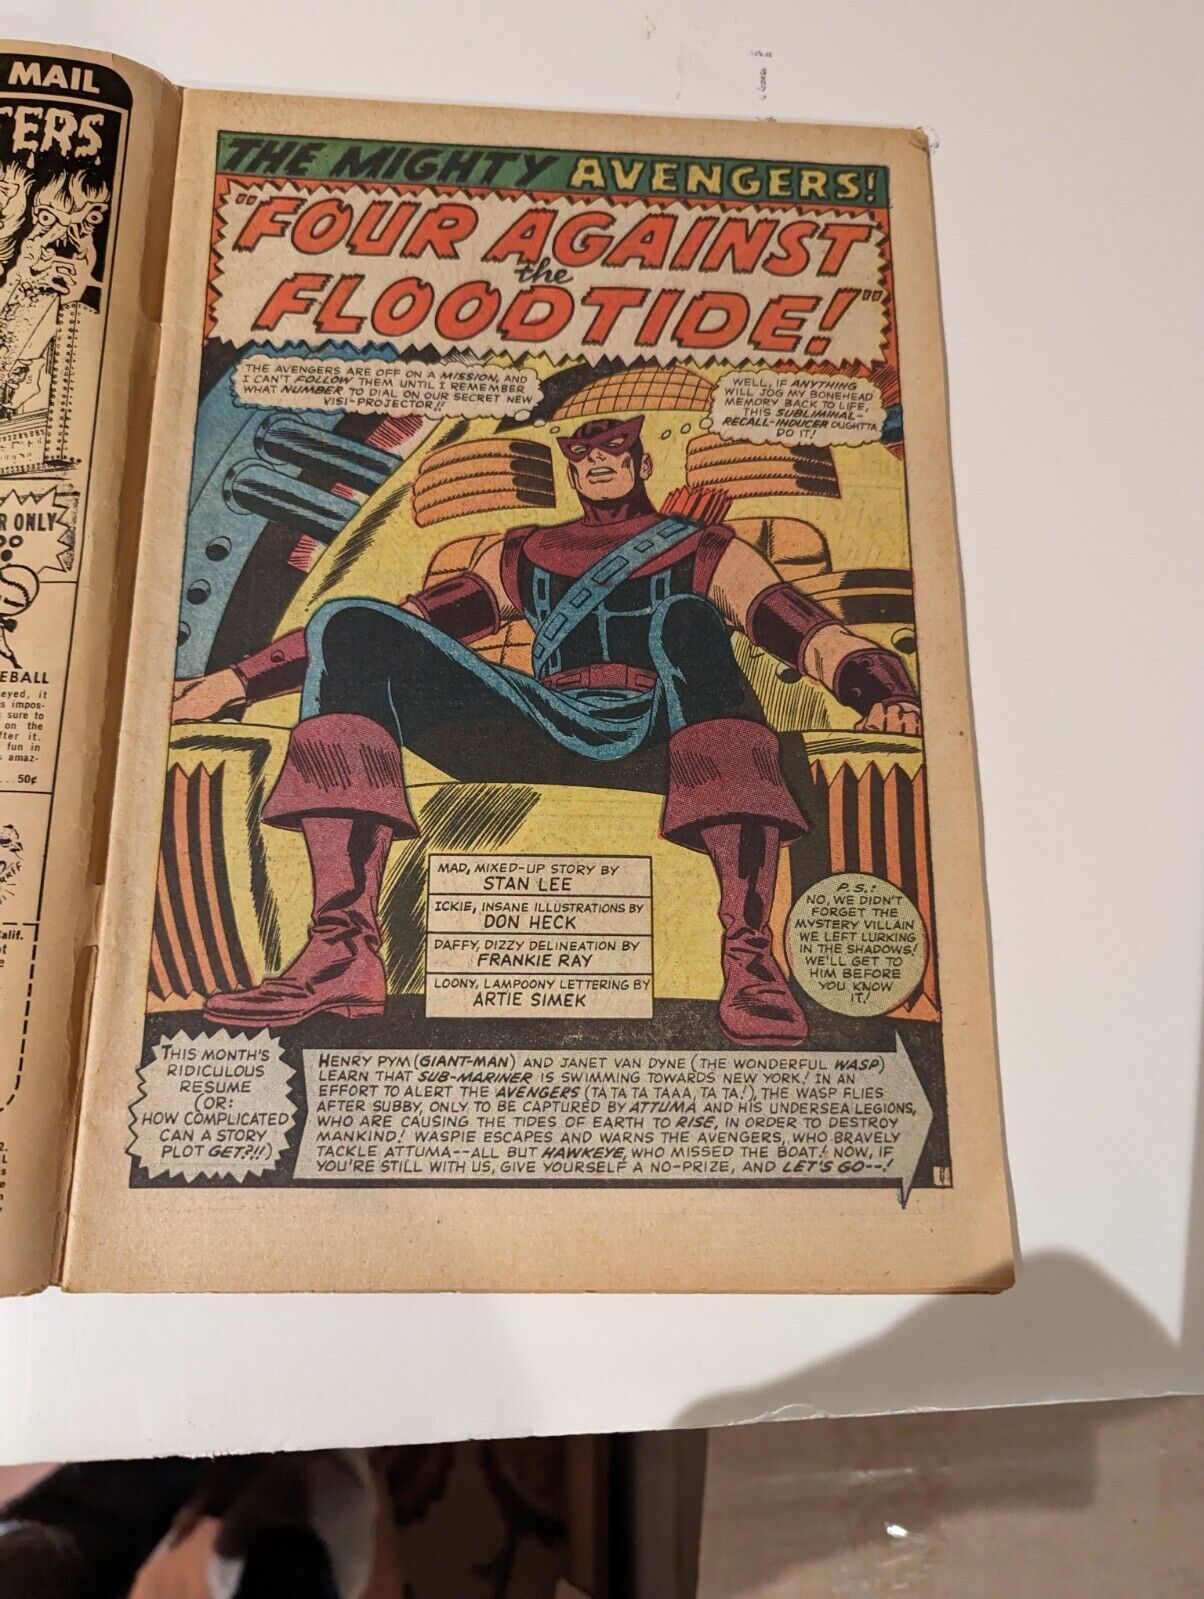 MAIL
ERS
R ONLY
EBALL
eyed, it
s impos-
sure to
on the
fter it.
fun in
amaz-
...50¢
alif.
THE MIGHTY AVENGERS!
"FOUR AGAINST
the
FLOODTIDE!"
THE AVENGERS ARE OFF ON A MISSION, AND
I CAN'T FOLLOW THEM UNTIL I REMEMBER
WHAT NUMBER TO DIAL ON OUR SECRET NEW
VISI-PROJECTOR!!
WELL, IF ANYTHING
WILL JOG MY BONEHEAD
MEMORY BACK TO LIFE,
THIS SUBLIMINAL-
RECALL-INDUCER OUGHTTA
DO IT!
MAD, MIXED-UP STORY BY
STAN LEE
ICKIE, INSANE ILLUSTRATIONS BY
DON HECK
DAFFY, DIZZY DELINEATION BY
FRANKIE RAY
LOONY, LAMPOONY LETTERING BY
ARTIE SIMEK
P.S.:
NO, WE DIDN'T
FORGET THE
MYSTERY VILLAIN
WE LEFT LURKING
IN THE SHADOWS!
WE'LL GET TO
HIM BEFORE
YOU KNOW
IT!
THIS MONTH'S
RIDICULOUS
RESUME
(OR:
HOW COMPLICATED
CAN A STORY
PLOT GET?!!)
HENRY PYM (GIANT-MAN) AND JANET VAN DYNE (THE WONDERFUL WASP)
LEARN THAT SUB-MARINER IS SWIMMING TOWARDS NEW YORK! IN AN
EFFORT TO ALERT THE AVENGERS (TA TA TA TAAA, TA TA!), THE WASP FLIES
AFTER SUBBY, ONLY TO BE CAPTURED BY ATTUMA AND HIS UNDERSEA LEGIONS,
WHO ARE CAUSING THE TIDES OF EARTH TO RISE, IN ORDER TO DESTROY
MANKIND! WASPIE ESCAPES AND WARNS THE AVENGERS, WHO BRAVELY
TACKLE ATTUMA--ALL BUT HAWKEYE, WHO MISSED THE BOAT! NOW, IF
YOU'RE STILL WITH US, GIVE YOURSELF A NO-PRIZE, AND LET'S GO--!